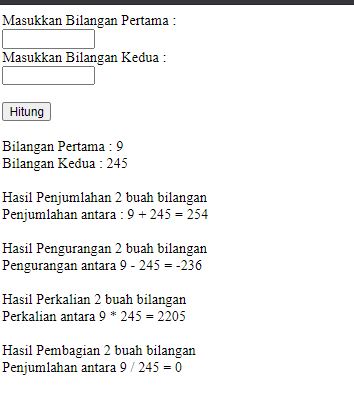 Masukkan Bilangan Pertama :
Masukkan Bilangan Kedua :
Hitung
Bilangan Pertama : 9
Bilangan Kedua : 245
Hasil Penjumlahan 2 buah bilangan
Penjumlahan antara : 9 + 245 = 254
Hasil Pengurangan 2 buah bilangan
Pengurangan antara 9 - 245 = -236
Hasil Perkalian 2 buah bilangan
Perkalian antara 9 * 245 = 2205
Hasil Pembagian 2 buah bilangan
Penjumlahan antara 9 / 245 = 0